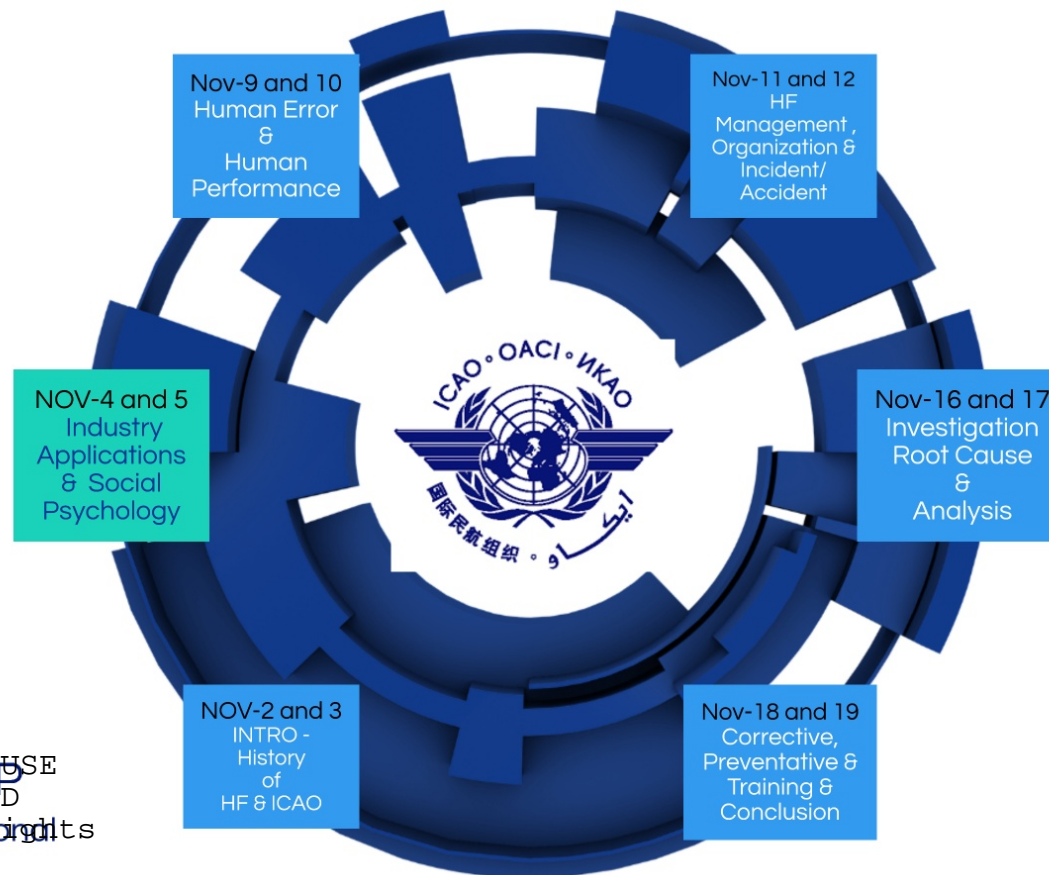 Nov-9 and 10
Human Error
&
Human
Performance
Nov-11 and 12
HF
Management ,
Organization &
Incident/
Accident
ICAO ° OACI ° ИКАО
国际民航组织 ° ايكاو
NOV-4 and 5
Industry
Applications
& Social
Psychology
Nov-16 and 17
Investigation
Root Cause
&
Analysis
NOV-2 and 3
INTRO -
History
of
HF & ICAO
Nov-18 and 19
Corrective,
Preventative &
Training &
Conclusion
USE
D